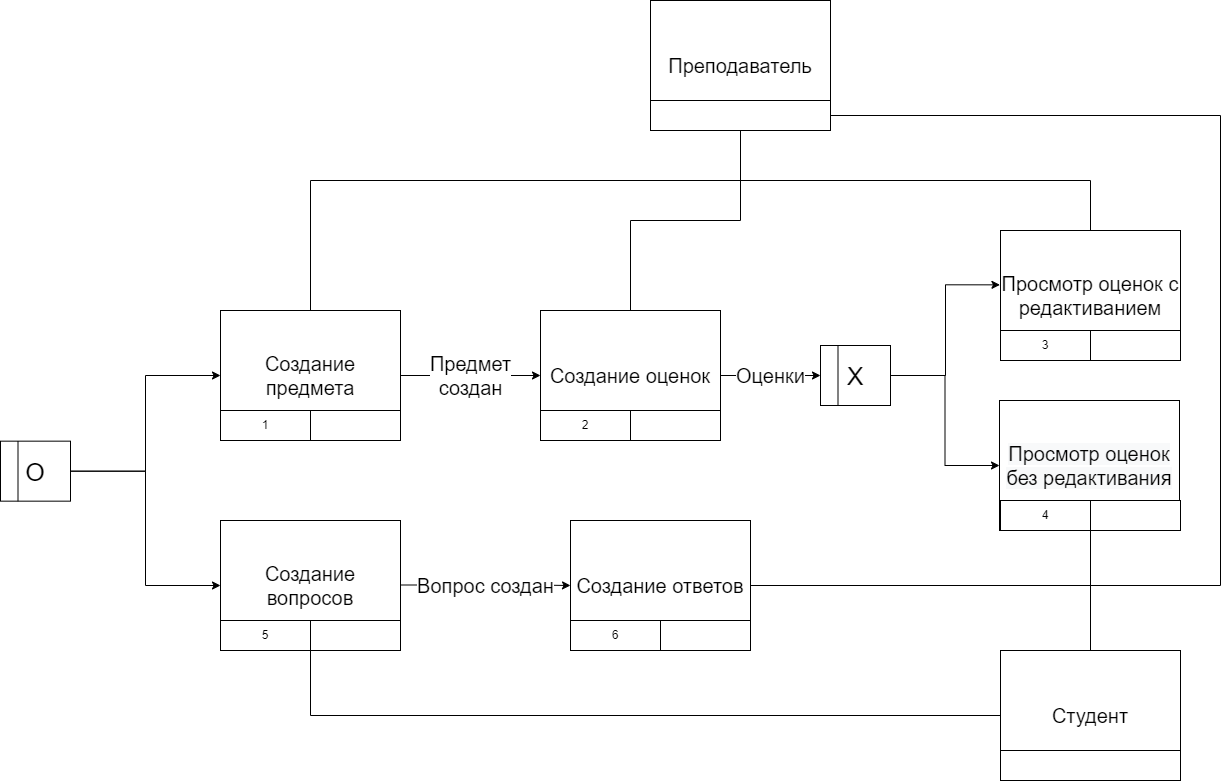 Преподаватель
Просмотр оценок с
редактиванием
3
Создание
предмета
1
Предмет
создан
Создание оценок
2
Оценки
X
Просмотр оценок
без редактивания
4
O
Создание
вопросов
5
Вопрос создан
Создание ответов
6
Студент